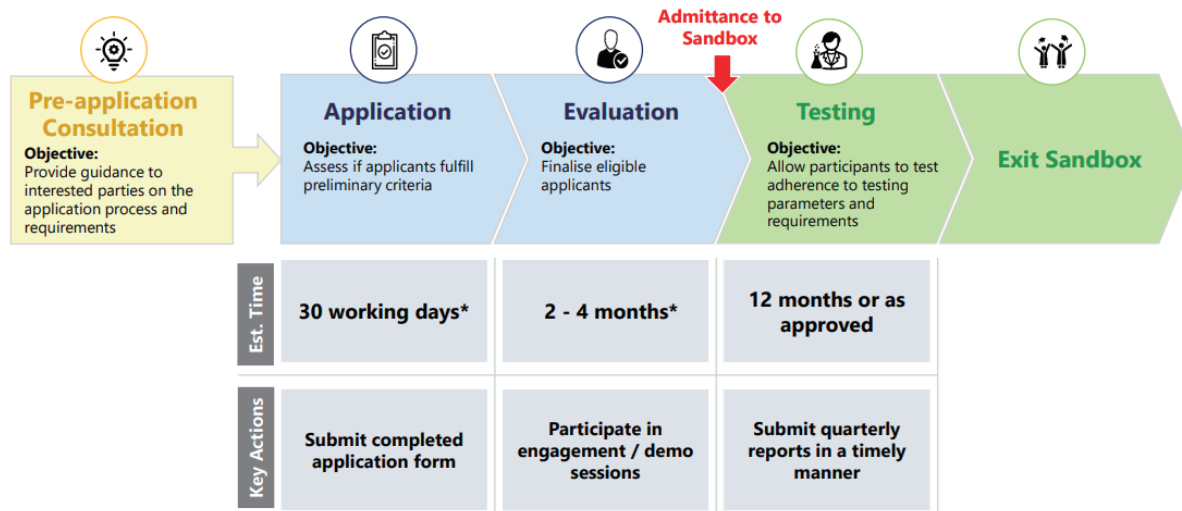 Admittance to
Sandbox
Pre-application
Consultation
Objective:
Provide guidance to
interested parties on the
application process and
requirements
Application
Objective:
Assess if applicants fulfill
preliminary criteria
Evaluation
Objective:
Finalise eligible
applicants
Testing
Objective:
Allow participants to test
adherence to testing
parameters and
requirements
Exit Sandbox
Est. Time
30 working days*
2 - 4 months*
12 months or as
approved
Key Actions
Submit completed
application form
Participate in
engagement / demo
sessions
Submit quarterly
reports in a timely
manner